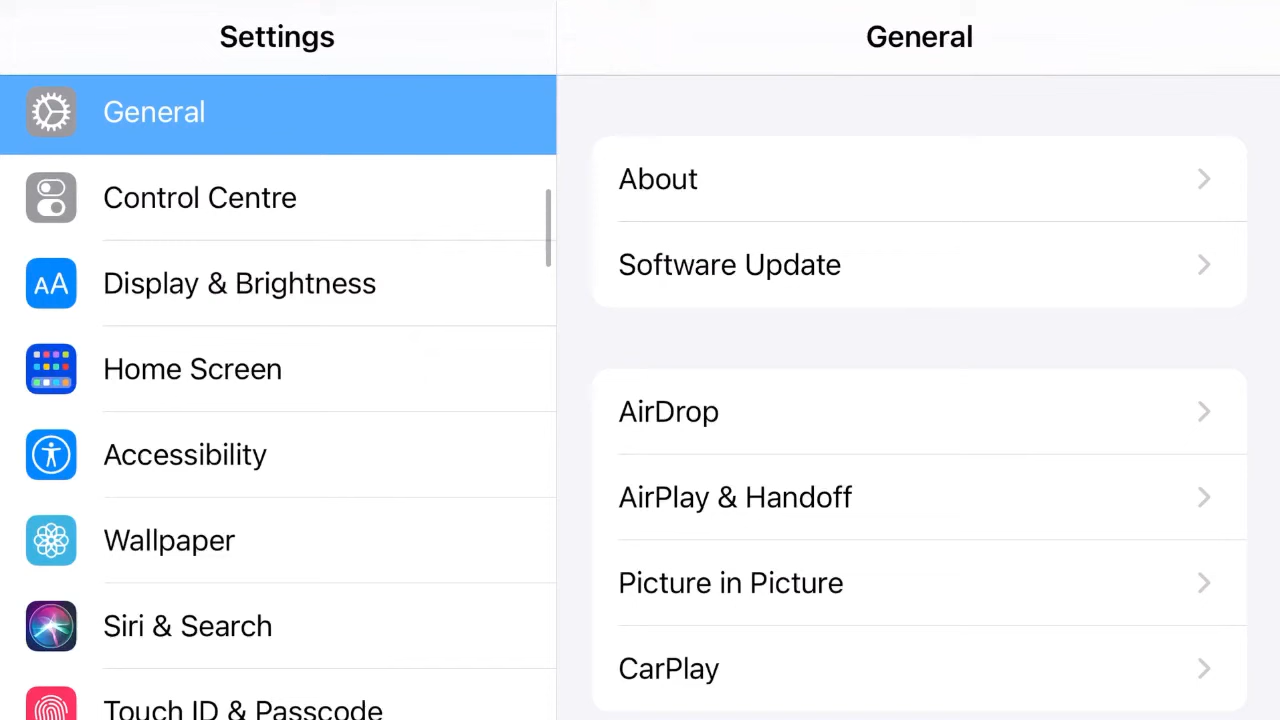 Settings
General
Control Centre
AA
Display & Brightness
Home Screen
Accessibility
Wallpaper
Siri & Search
Touch ID & Passcode
General
About
Software Update
AirDrop
AirPlay & Handoff
Picture in Picture
CarPlay